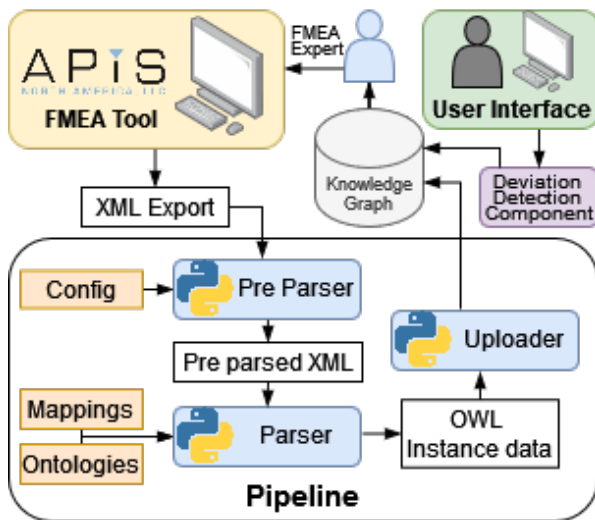 APiS
NORTH AMERICA, LLC
FMEA Tool
FMEA
Expert
User Interface
Knowledge
Graph
Deviation
Detection
Component
XML Export
Config
Pre Parser
Pre parsed XML
Uploader
Mappings
Ontologies
Parser
OWL
Instance data
Pipeline